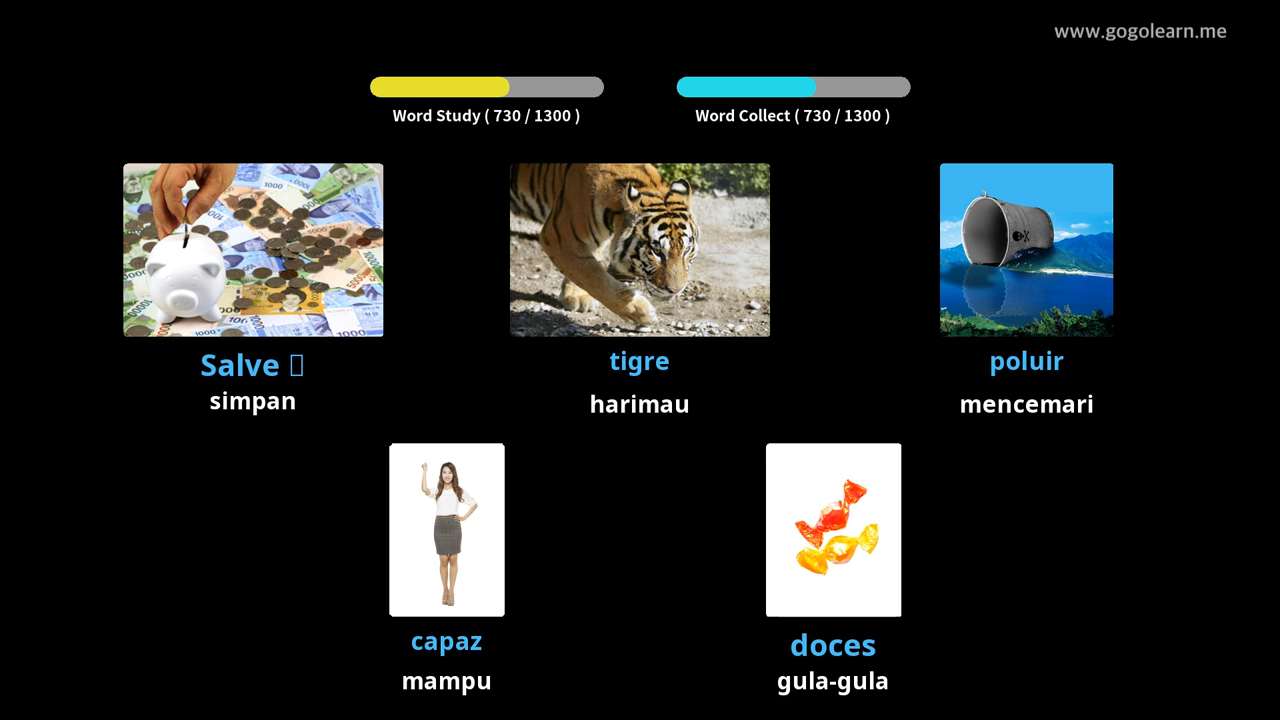 www.gogolearn.me
Word Study ( 730 / 1300 )
Word Collect ( 730 / 1300 )
Salve
simpan
tigre
harimau
poluir
mencemari
capaz
mampu
doces
gula-gula